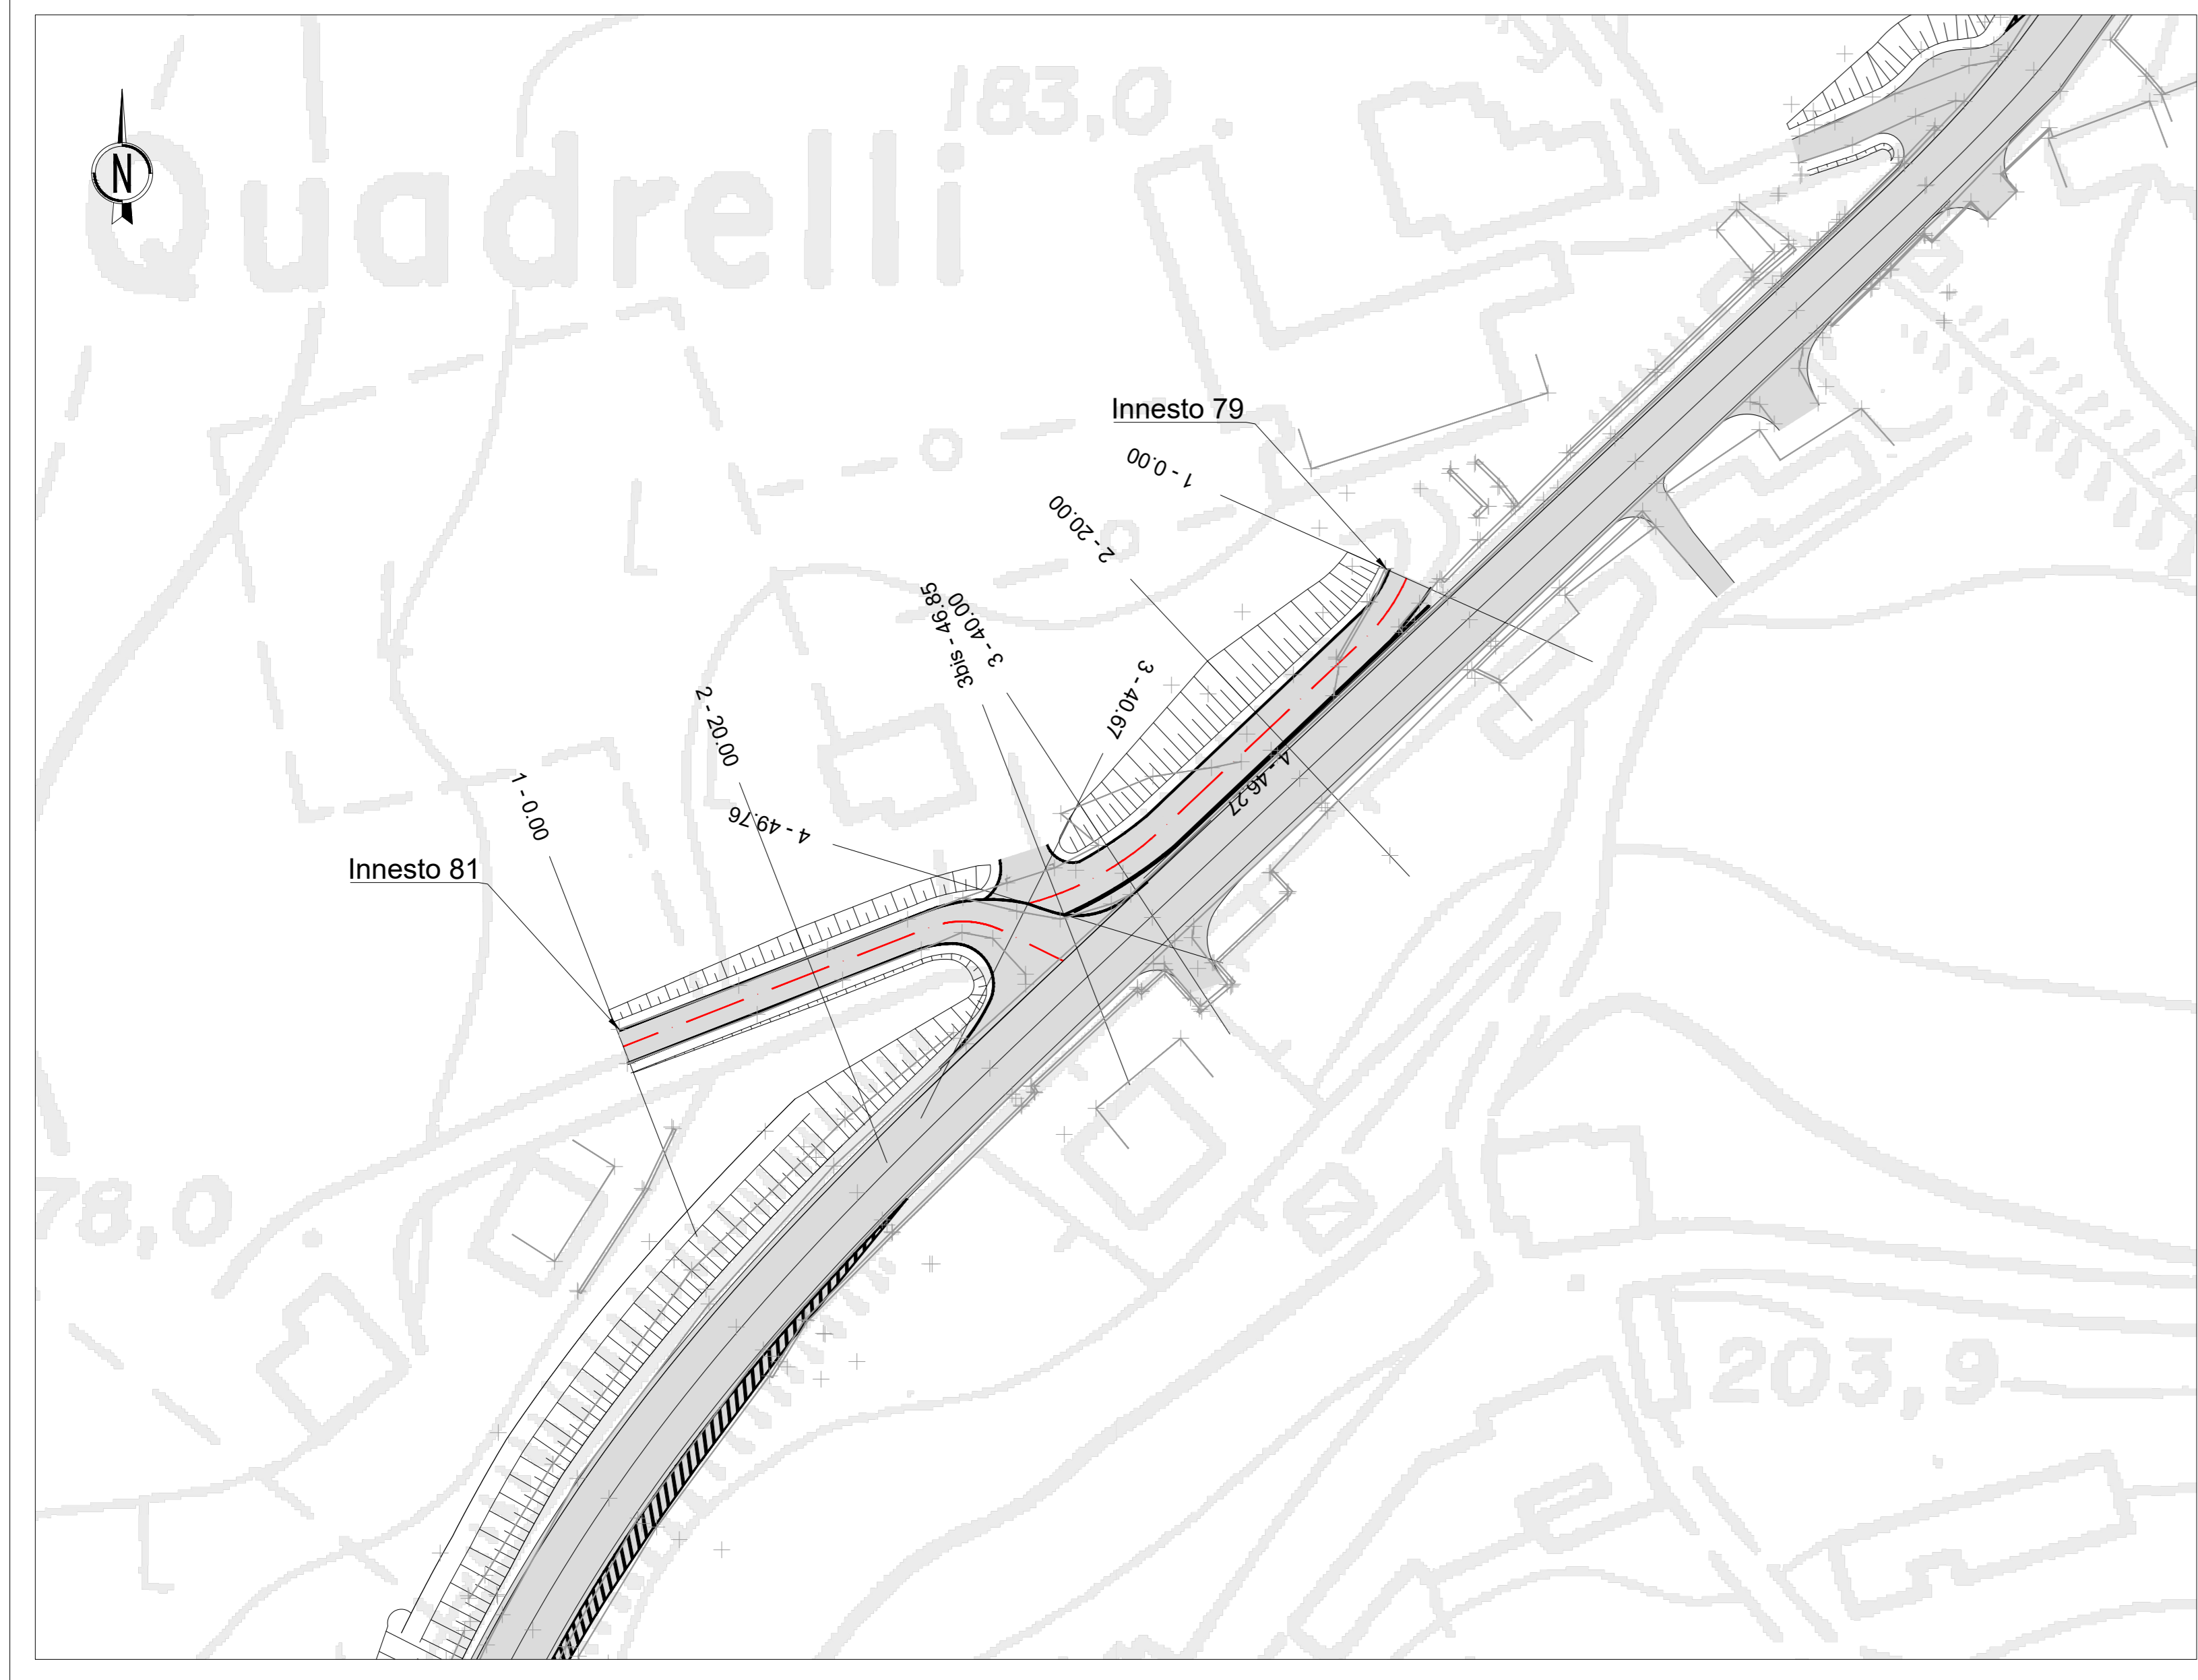 183,0
N
Quadrelli
Innesto 79
1 - 0.00
2 - 20.00
3bis - 46.85
3 - 40.00
3 - 40.67
2 - 20.00
1 - 0.00
4 - 46.27
4 - 49.76
Innesto 81
78,0
203,9